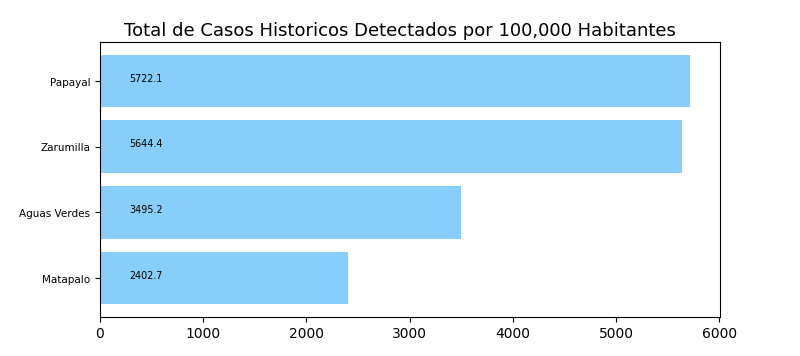 Total de Casos Historicos Detectados por 100,000 Habitantes
Papayal
5722.1
Zarumilla
5644.4
Aguas Verdes
3495.2
Matapalo
2402.7
0 1000 2000 3000 4000 5000 6000